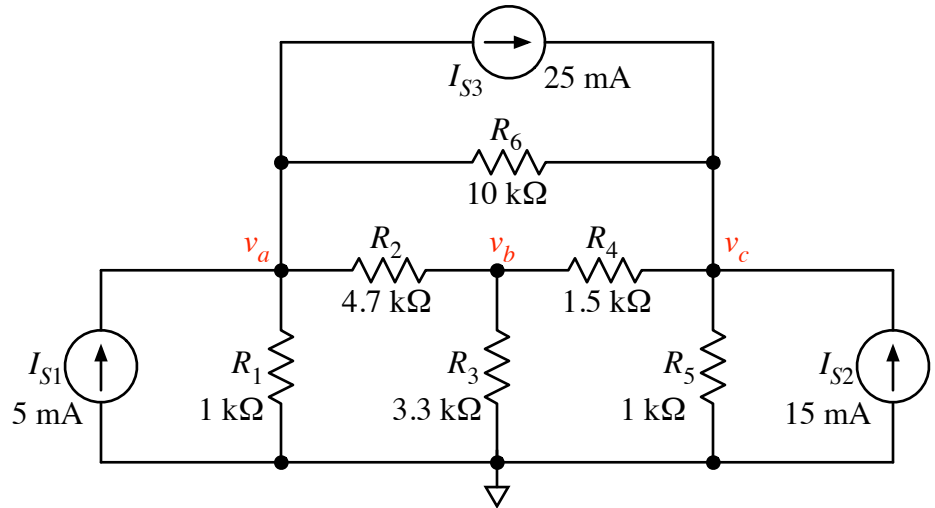 I_S3 25 mA
R_6
10 kΩ
v_a R_2 v_b R_4 v_c
4.7 kΩ 1.5 kΩ
I_S1 R_1 R_3 R_5 I_S2
5 mA 1 kΩ 3.3 kΩ 1 kΩ 15 mA